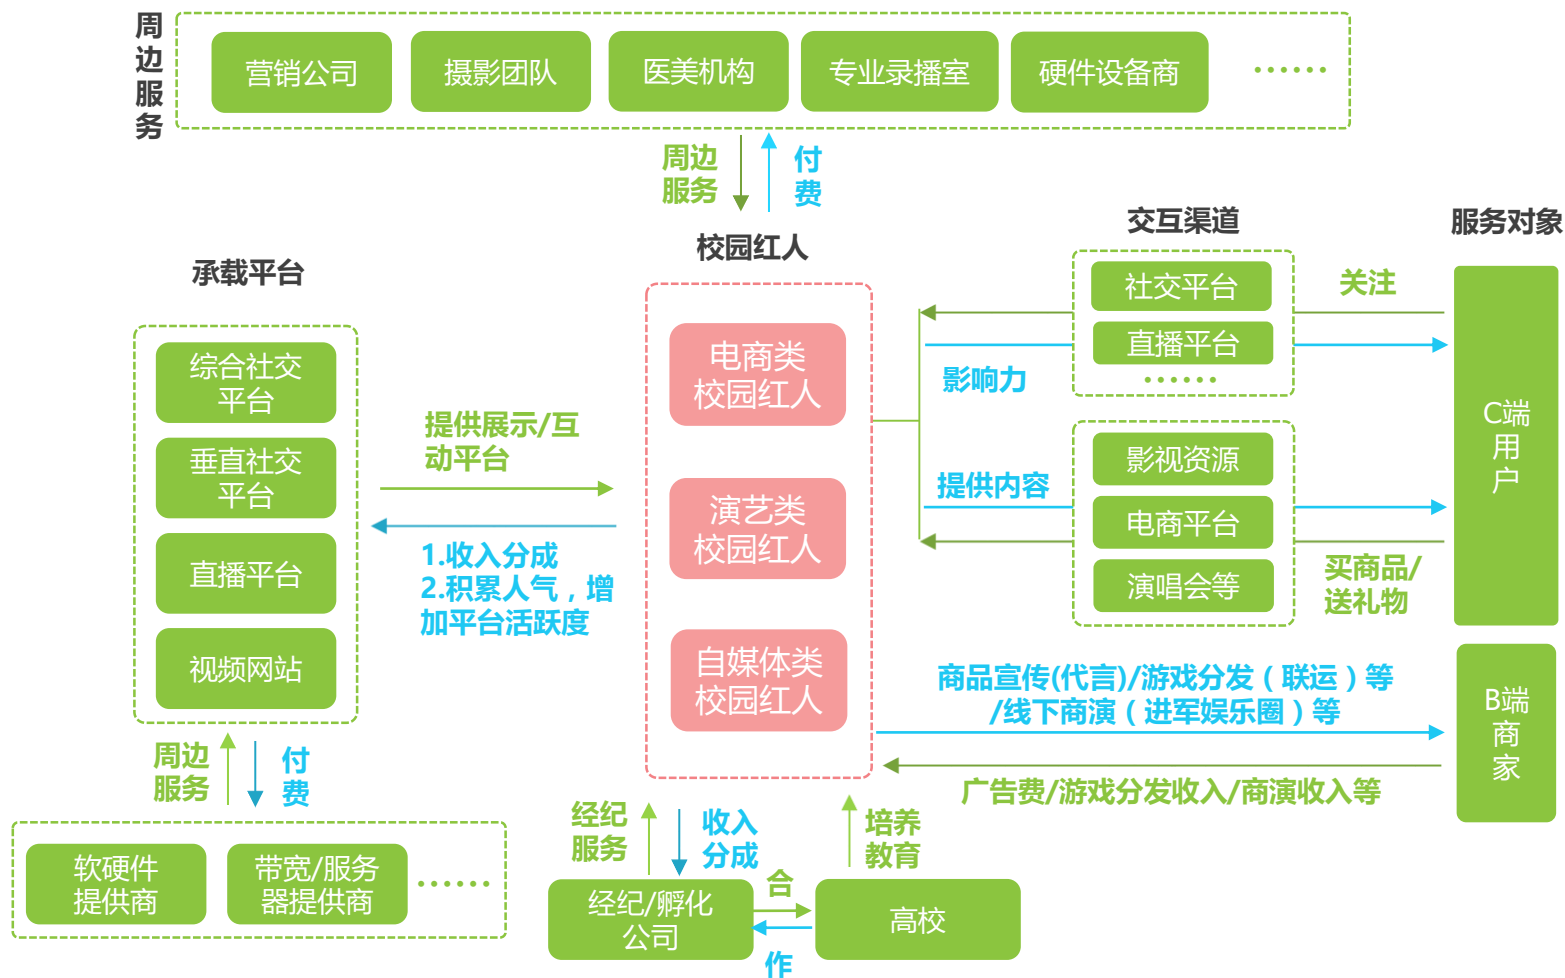 周
边
服
务
营销公司
摄影团队
医美机构
专业录播室
硬件设备商
······
周边
服务
付
费
承载平台
综合社交
平台
垂直社交
平台
直播平台
视频网站
提供展示/互
动平台
1.收入分成
2.积累人气，增
加平台活跃度
校园红人
电商类
校园红人
演艺类
校园红人
自媒体类
校园红人
交互渠道
社交平台
直播平台
······
影视资源
电商平台
演唱会等
影响力
提供内容
关注
买商品/
送礼物
服务对象
C端
用
户
B端
商
家
商品宣传(代言)/游戏分发（联运）等
/线下商演（进军娱乐圈）等
广告费/游戏分发收入/商演收入等
周边
服务
付
费
软硬件
提供商
带宽/服务
器提供商
······
经纪
服务
收入
分成
培养
教育
经纪/孵化
公司
合
作
高校